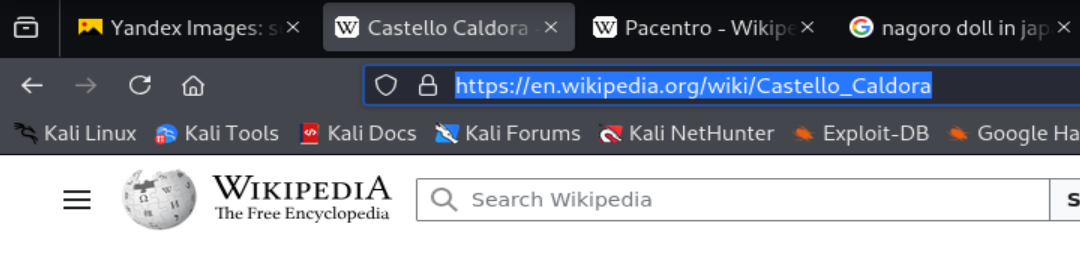 Yandex Images: s
Castello Caldora -
Pacentro - Wikipe
nagoro doll in jap
https://en.wikipedia.org/wiki/Castello_Caldora
Kali Linux Kali Tools Kali Docs Kali Forums Kali NetHunter Exploit-DB Google Ha
WIKIPEDIA
The Free Encyclopedia
Search Wikipedia
S